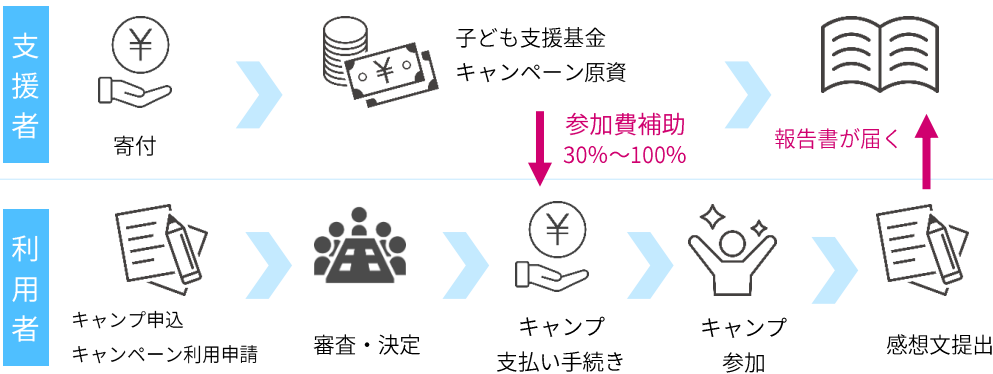 支援者
¥
寄付
¥
子ども支援基金
キャンペーン原資
参加費補助
30%～100%
報告書が届く
利用者
キャンプ申込
キャンペーン利用申請
審査・決定
¥
キャンプ
支払い手続き
キャンプ
参加
感想文提出